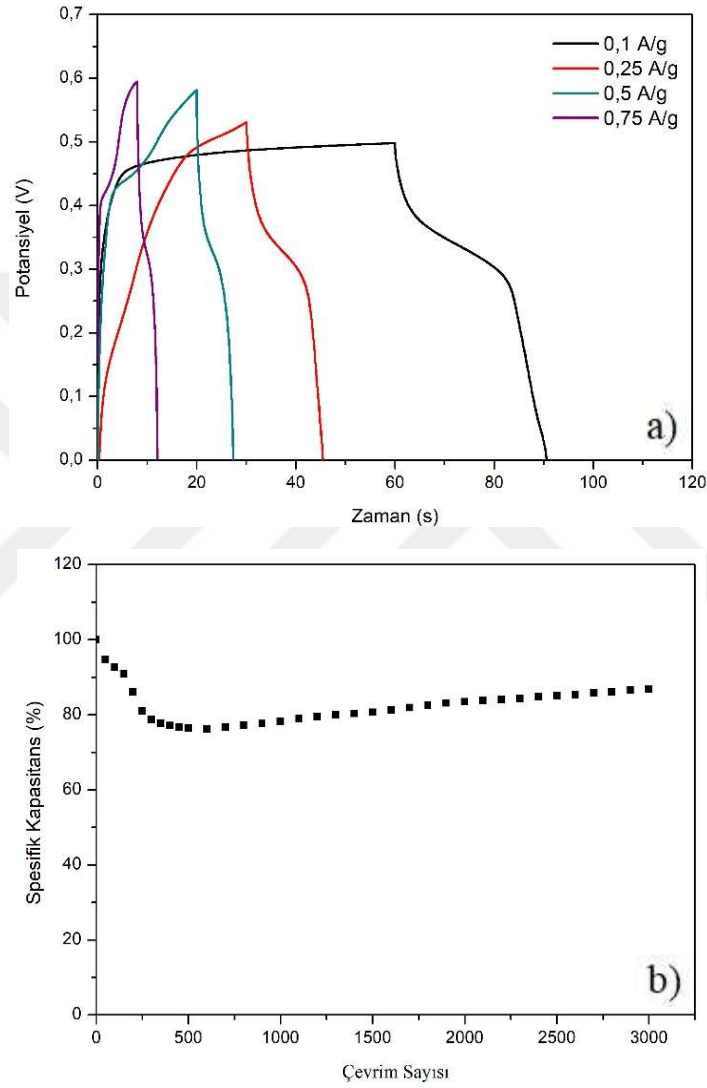 0,7
0,6
0,5
0,4
0,3
0,2
0,1
0,0
Potansiyel (V)
0,1 A/g
0,25 A/g
0,5 A/g
0,75 A/g
a)
0 20 40 60 80 100 120
Zaman (s)
120
100
80
60
40
20
0
Spesifik Kapasitans (%)
b)
0 500 1000 1500 2000 2500 3000
Çevrim Sayısı